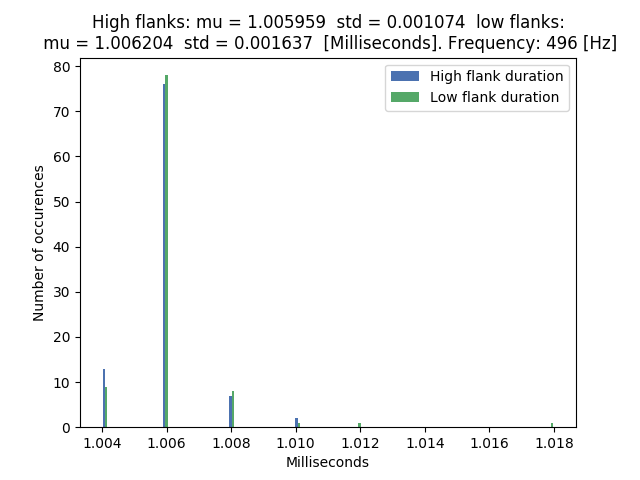 High flanks: mu = 1.005959  std = 0.001074  low flanks:
mu = 1.006204  std = 0.001637  [Milliseconds]. Frequency: 496 [Hz]
High flank duration
Low flank duration
Number of occurences
80
70
60
50
40
30
20
10
0
1.004 1.006 1.008 1.010 1.012 1.014 1.016 1.018
Milliseconds